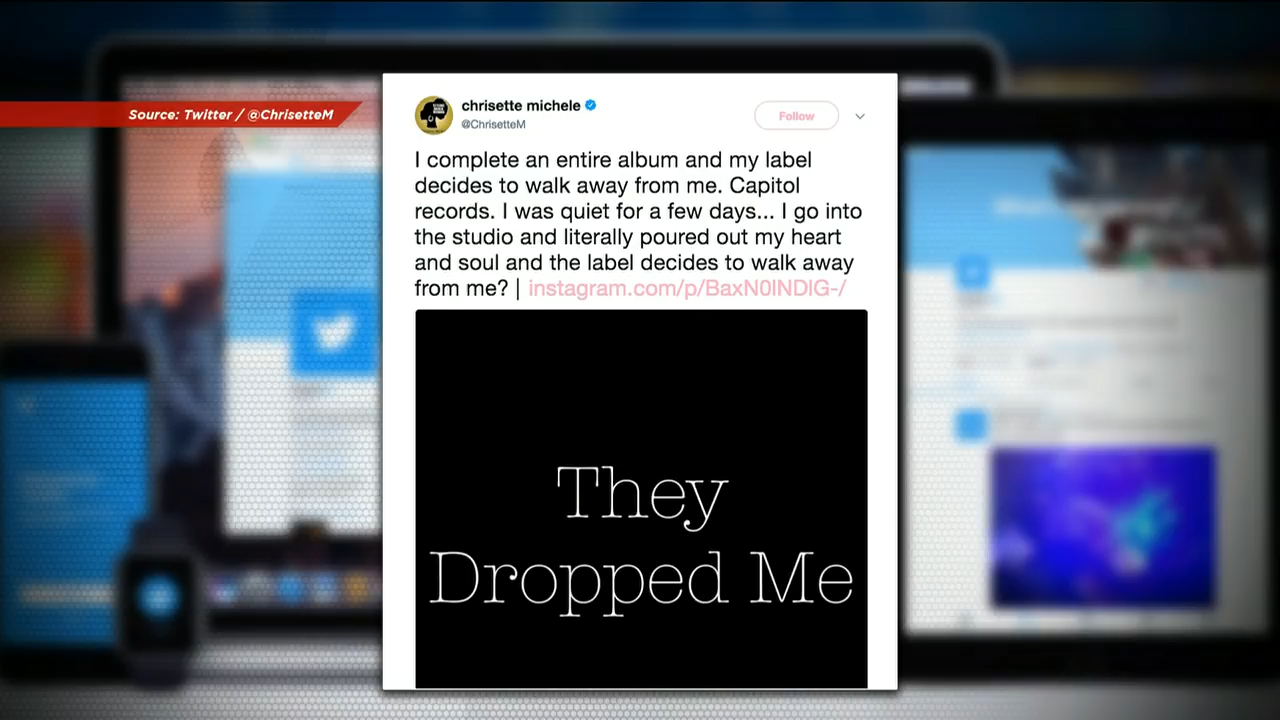 Source: Twitter / @ChrisetteM
chrisette michele
@ChrisetteM
Follow
I complete an entire album and my label
decides to walk away from me. Capitol
records. I was quiet for a few days... I go into
the studio and literally poured out my heart
and soul and the label decides to walk away
from me? | instagram.com/p/BaxN0lNDlG-/
They
Dropped Me